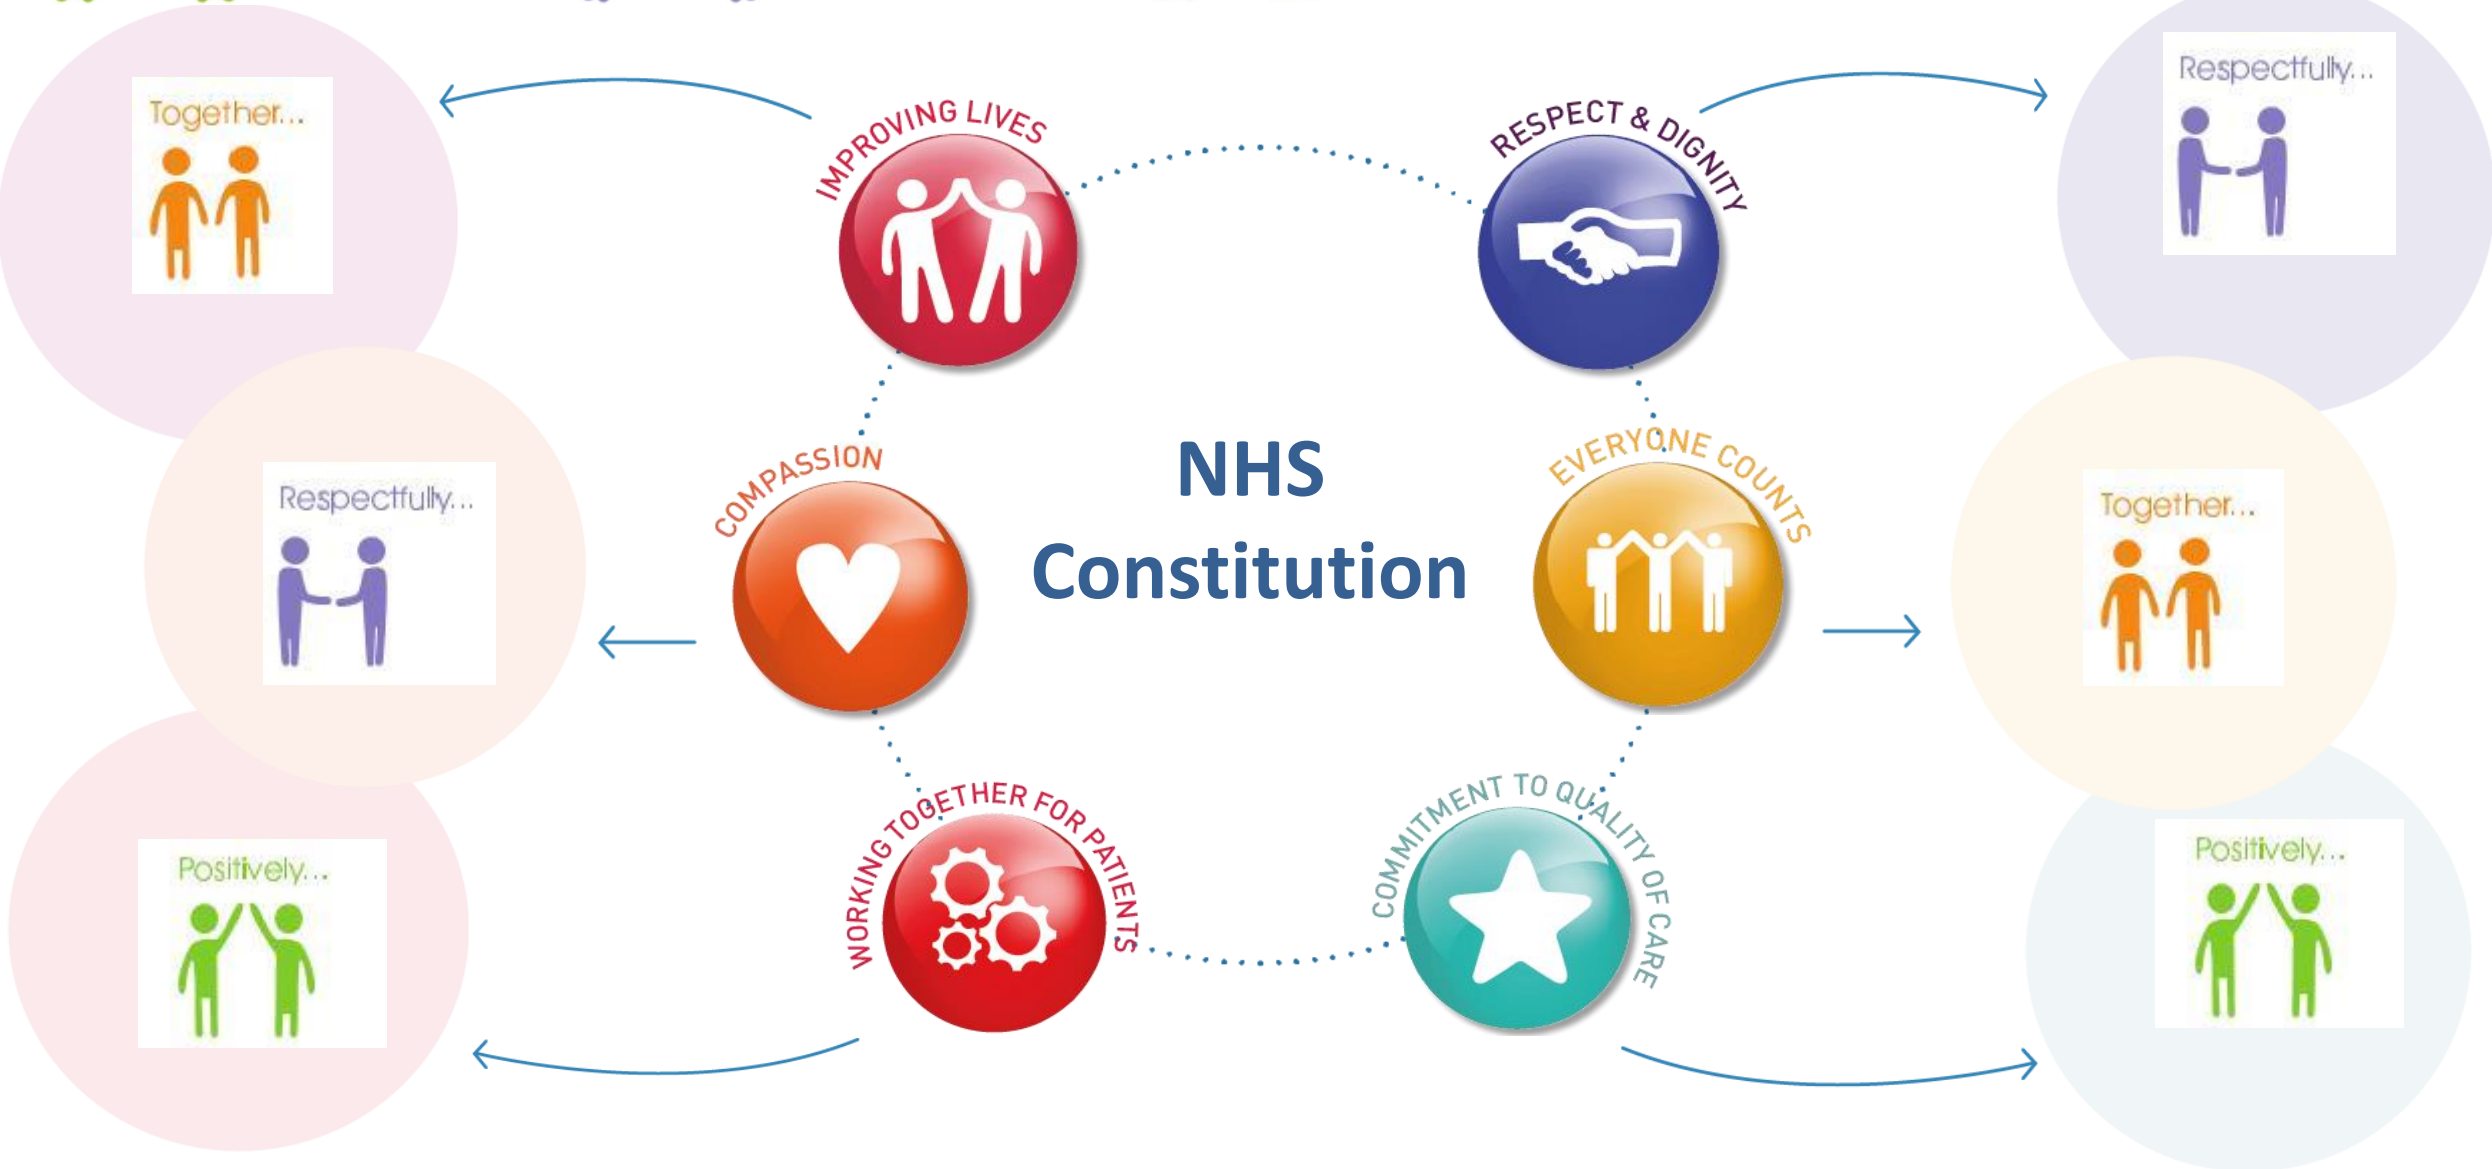 Together...
IMPROVING LIVES
RESPECT & DIGNITY
Respectfully...
Respectfully...
COMPASSION
NHS
Constitution
EVERYONE COUNTS
Together...
Positively...
WORKING TOGETHER FOR PATIENTS
COMMITMENT TO QUALITY OF CARE
Positively...